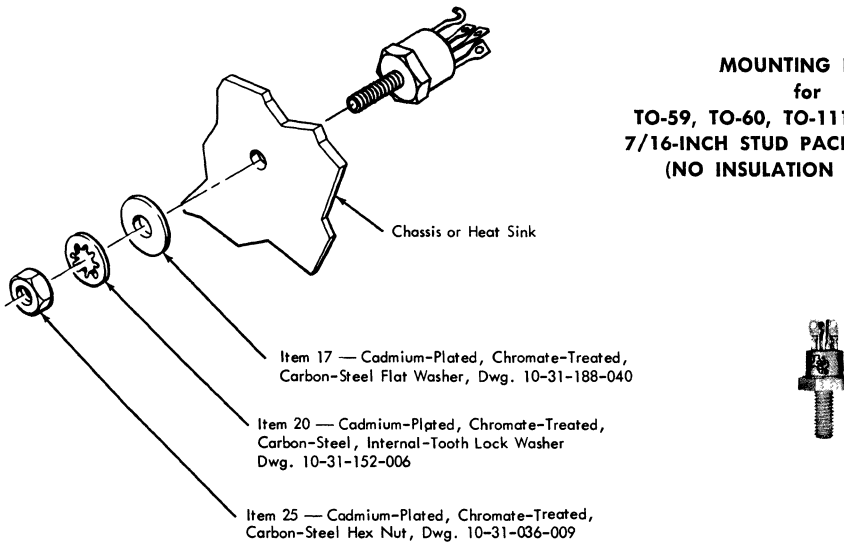 MOUNTING
for
TO-59, TO-60, TO-111
7/16-INCH STUD
(NO INSULATION
Chassis or Heat Sink
Item 17 — Cadmium-Plated, Chromate-Treated,
Carbon-Steel Flat Washer, Dwg. 10-31-188-040
Item 20 — Cadmium-Plated, Chromate-Treated,
Carbon-Steel, Internal-Tooth Lock Washer
Dwg. 10-31-152-006
Item 25 — Cadmium-Plated, Chromate-Treated,
Carbon-Steel Hex Nut, Dwg. 10-31-036-009